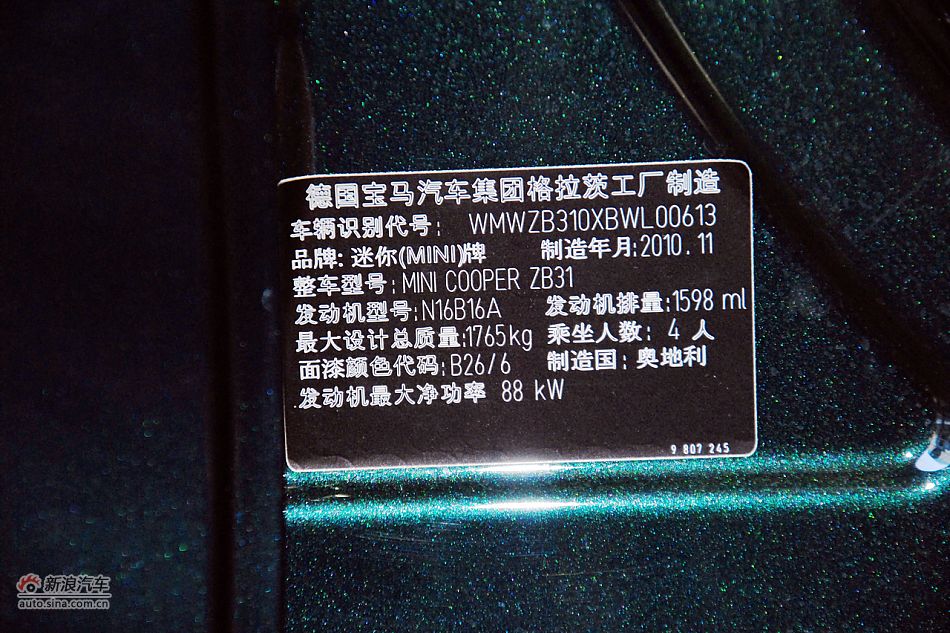 德国宝马汽车集团格拉茨工厂制造
车辆识别代号: WMWZB310XBWL00613
品牌: 迷你(MINI)牌 制造年月:2010.11
整车型号: MINI COOPER ZB31
发动机型号:N16B16A 发动机排量:1598 ml
最大设计总质量:1765kg 乘坐人数: 4 人
面漆颜色代码:B26/6 制造国: 奥地利
发动机最大净功率 88 kW
9 807 245
新浪汽车
auto.sina.com.cn